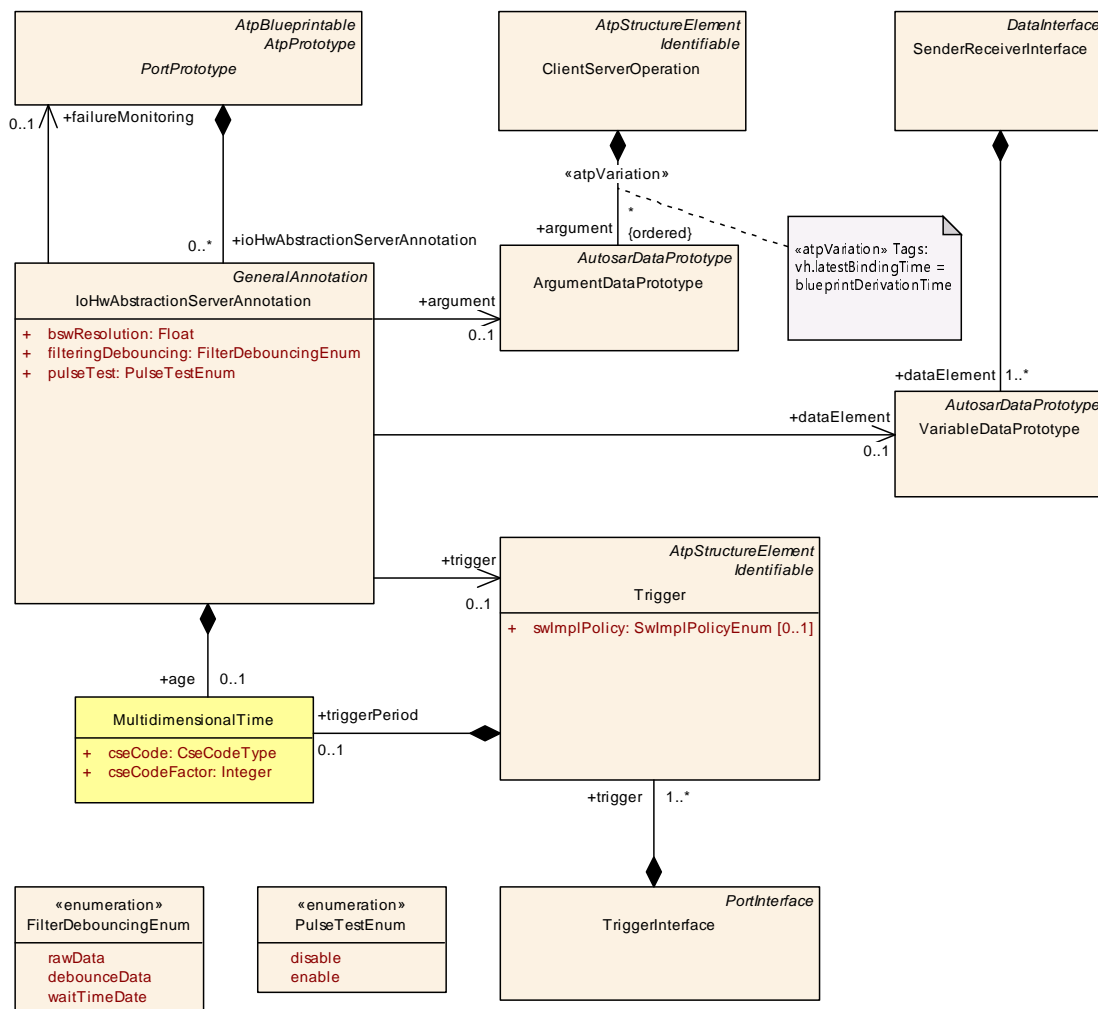 AtpBlueprintable
AtpPrototype
PortPrototype
AtpStructureElement
Identifiable
ClientServerOperation
DataInterface
SenderReceiverInterface
0..1
+failureMonitoring
«atpVariation»
0..*
+ioHwAbstractionServerAnnotation
+argument
*
{ordered}
«atpVariation» Tags:
vh.latestBindingTime =
blueprintDerivationTime
GeneralAnnotation
IoHwAbstractionServerAnnotation
+ bswResolution: Float
+ filteringDebouncing: FilterDebouncingEnum
+ pulseTest: PulseTestEnum
+argument
0..1
AutosarDataPrototype
ArgumentDataPrototype
+dataElement
1..*
+dataElement
0..1
AutosarDataPrototype
VariableDataPrototype
+trigger
0..1
AtpStructureElement
Identifiable
Trigger
+ swImplPolicy: SwImplPolicyEnum [0..1]
+age
0..1
MultidimensionalTime
+ cseCode: CseCodeType
+ cseCodeFactor: Integer
+triggerPeriod
0..1
+trigger
1..*
«enumeration»
FilterDebouncingEnum
rawData
debounceData
waitTimeDate
«enumeration»
PulseTestEnum
disable
enable
PortInterface
TriggerInterface